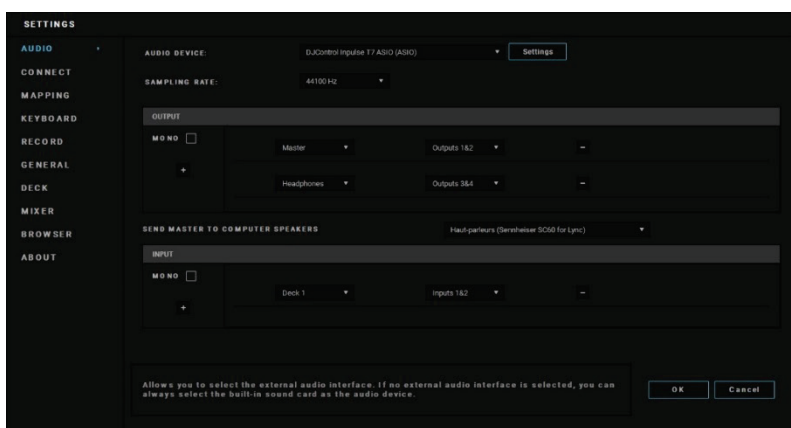 SETTINGS
AUDIO
CONNECT
MAPPING
KEYBOARD
RECORD
GENERAL
DECK
MIXER
BROWSER
ABOUT
AUDIO DEVICE: DJControl Inpulse T7 ASIO (ASIO) Settings
SAMPLING RATE: 44100 Hz
OUTPUT
MONO
Master Outputs 1&2 –
+
Headphones Outputs 3&4 –
SEND MASTER TO COMPUTER SPEAKERS Haut-parleurs (Sennheiser SC60 for Lync)
INPUT
MONO
Deck 1 Inputs 1&2 –
+
Allows you to select the external audio interface. If no external audio interface is selected, you can
always select the built-in sound card as the audio device.
OK Cancel